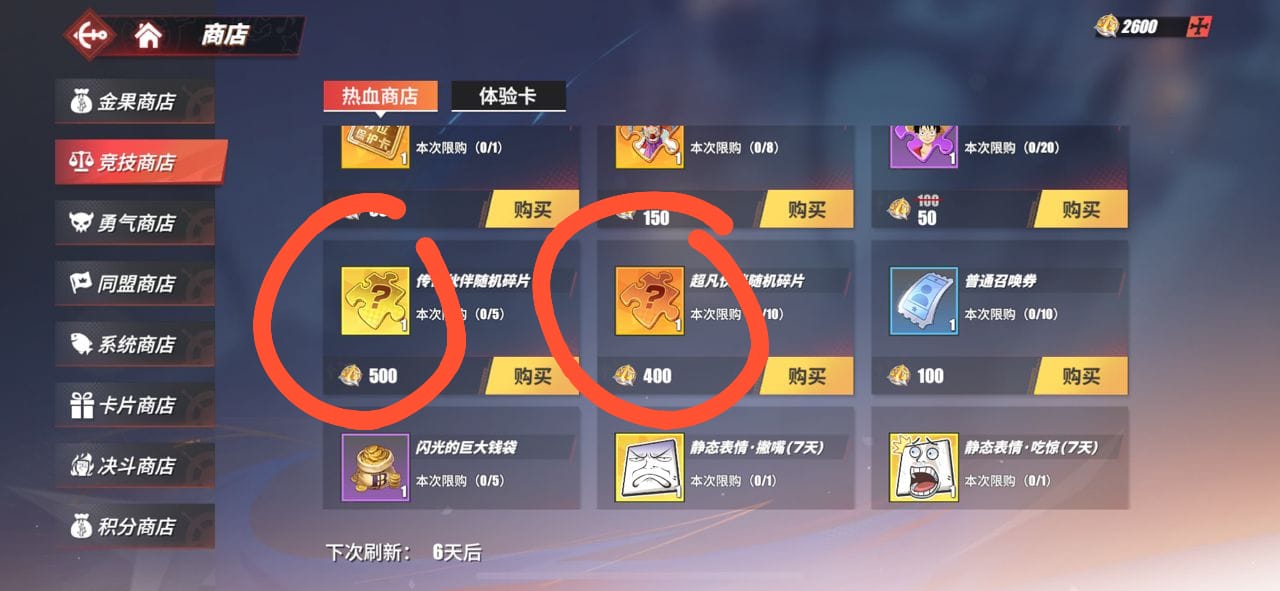 商店
2600
金果商店
竞技商店
勇气商店
同盟商店
系统商店
卡片商店
决斗商店
积分商店
热血商店
体验卡
护卡
1
本次限购（0/1）
购买
1
本次限购（0/8）
150
购买
1
本次限购（0/20）
100
50
购买
伙伴随机碎片
?
1
本次限购（0/5）
500
购买
超凡伙伴随机碎片
?
1
本次限购 /10）
400
购买
普通召唤券
1
本次限购（0/10）
100
购买
闪光的巨大钱袋
B
1
本次限购（0/5）
静态表情·撇嘴(7天)
1
本次限购（0/1）
静态表情·吃惊(7天)
1
本次限购（0/1）
下次刷新： 6天后